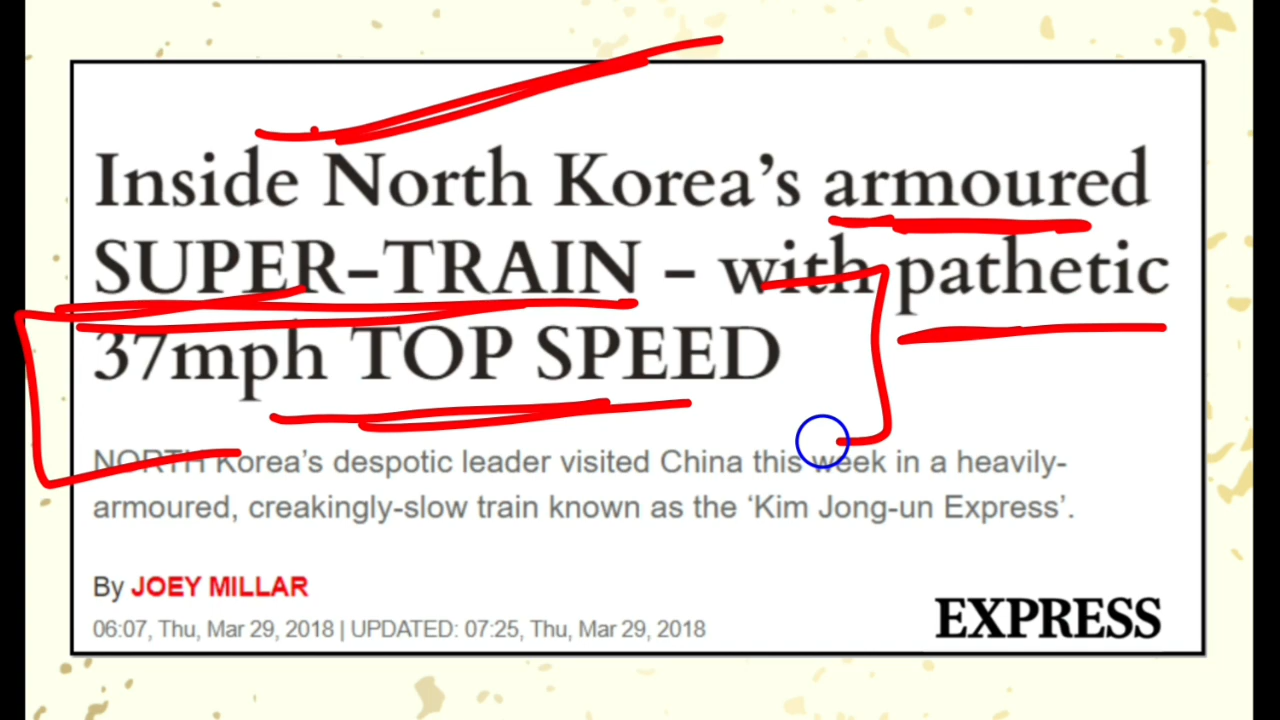 Inside North Korea’s armoured
SUPER-TRAIN - with pathetic
37mph TOP SPEED
NORTH Korea’s despotic leader visited China this week in a heavily-
armoured, creakingly-slow train known as the ‘Kim Jong-un Express’.
By JOEY MILLAR
06:07, Thu, Mar 29, 2018 | UPDATED: 07:25, Thu, Mar 29, 2018
EXPRESS